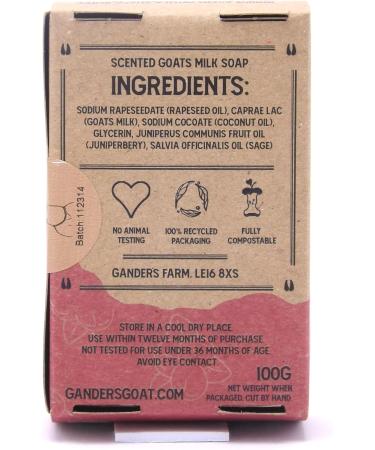 SCENTED GOATS MILK SOAP
INGREDIENTS:
SODIUM RAPESEEDATE (RAPESEED OIL), CAPRAE LAC
(GOATS MILK), SODIUM COCOATE (COCONUT OIL),
GLYCERIN, JUNIPERUS COMMUNIS FRUIT OIL
(JUNIPERBERY), SALVIA OFFICINALIS OIL (SAGE)
Batch 112314
NO ANIMAL
TESTING
100% RECYCLED
PACKAGING
FULLY
COMPOSTABLE
GANDERS FARM. LE16 8XS
STORE IN A COOL DRY PLACE
USE WITHIN TWELVE MONTHS OF PURCHASE
NOT TESTED FOR USE UNDER 36 MONTHS OF AGE
AVOID EYE CONTACT
100G
NET WEIGHT WHEN
PACKAGED. CUT BY HAND
GANDERSGOAT.COM